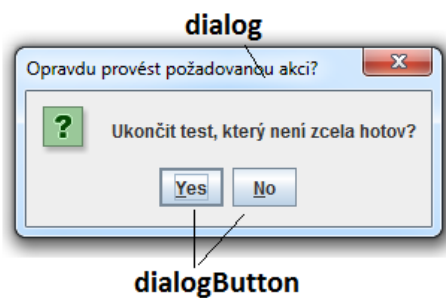 dialog
Opravdu provést požadovanou akci?
Ukončit test, který není zcela hotov?
Yes
No
dialogButton